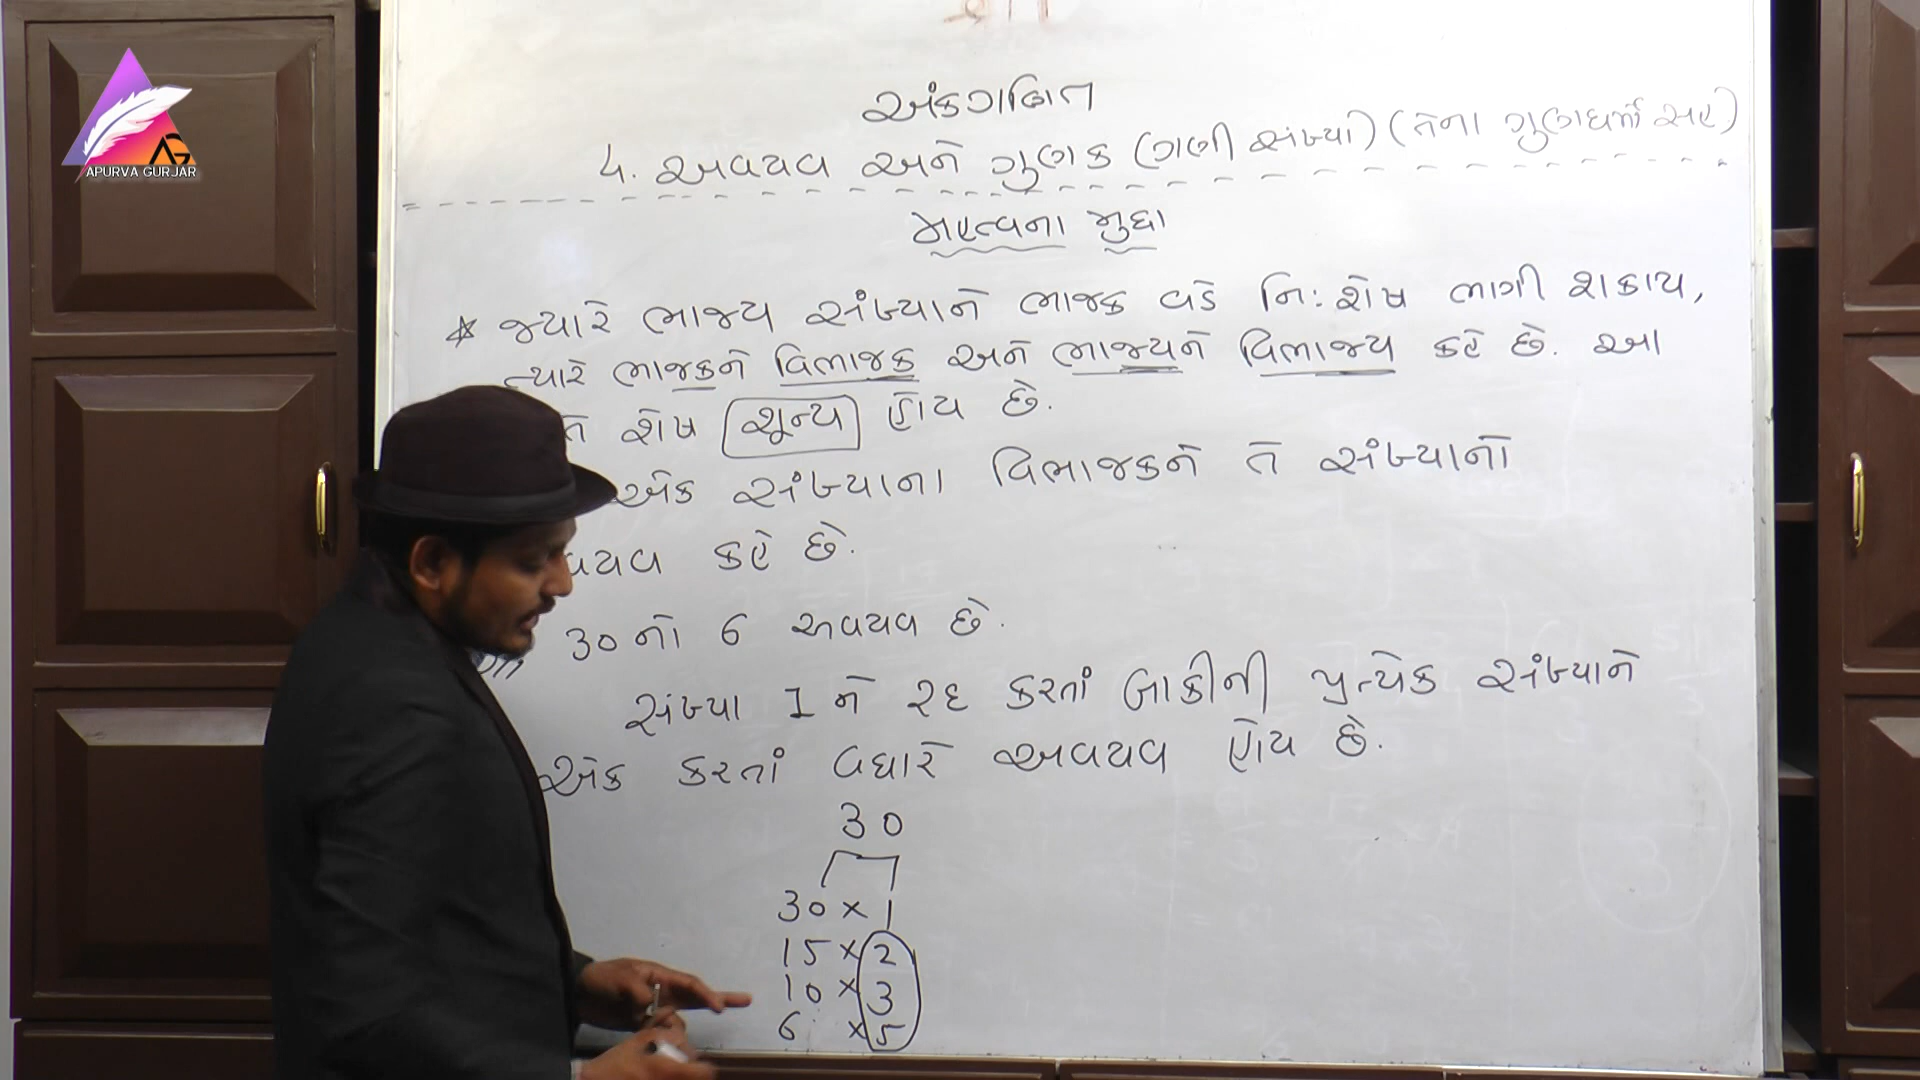 AG
APURVA GURJAR
અંકગણિત
4. અવયવ અને ગુણક (ગણી સંખ્યા) (તેના ગુણધર્મો સહ)
મહત્વના મુદ્દા
* જ્યારે ભાજ્ય સંખ્યાને ભાજક વડે નિઃશેષ ભાગી શકાય,
ત્યારે ભાજકને વિભાજક અને ભાજ્યને વિભાજ્ય કહે છે. આ
શેષ શૂન્ય હોય છે.
એક સંખ્યાના વિભાજકને તે સંખ્યાનો
કહે છે.
30 નો 6 અવયવ છે.
સંખ્યા 1 ને રદ કરતાં બાકીની પ્રત્યેક સંખ્યાને
એક કરતાં વધારે અવયવ હોય છે.
30
30 × 1
15 × 2
10 × 3
6 × 5